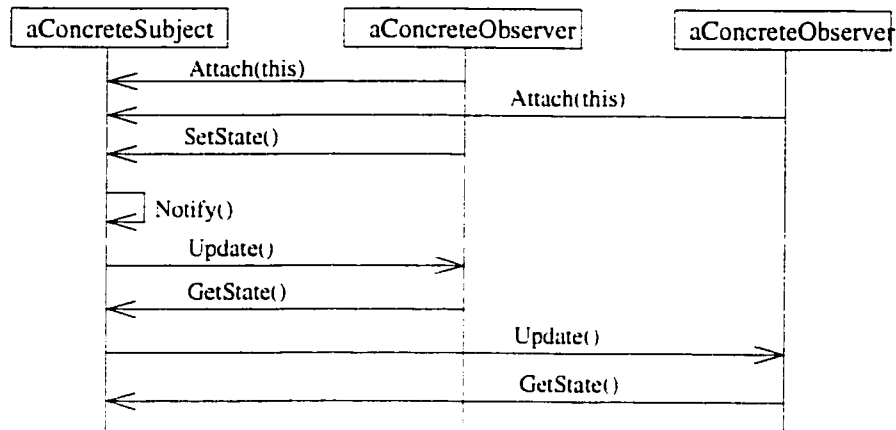 aConcreteSubject
aConcreteObserver
aConcreteObserver
Attach(this)
Attach(this)
SetState()
Notify()
Update()
GetState()
Update()
GetState()